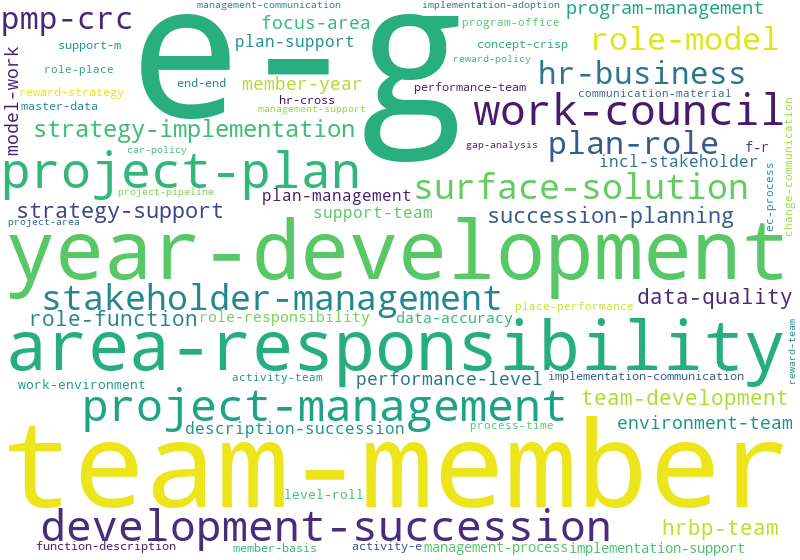 management-communication
implementation-adoption
program-management
pmp-crc
e-g
focus-area
program-office
support-m
plan-support
concept-crisp
role-model
reward-policy
role-place
end-end
member-year
performance-team
hr-business
model-work
reward-strategy
hr-cross
communication-material
master-data
management-support
work-council
strategy-implementation
gap-analysis
plan-role
f-r
car-policy
incl-stakeholder
project-plan
project-pipeline
plan-management
surface-solution
ec-process
change-communication
strategy-support
support-team
succession-planning
project-area
year-development
stakeholder-management
place-performance
data-quality
role-function
role-responsibility
data-accuracy
area-responsibility
reward-team
work-environment
activity-team
performance-level
implementation-communication
project-management
team-development
description-succession
process-time
environment-team
team-member
level-roll
development-succession
hrbp-team
function-description
member-basis
activity-e
management-process
implementation-support